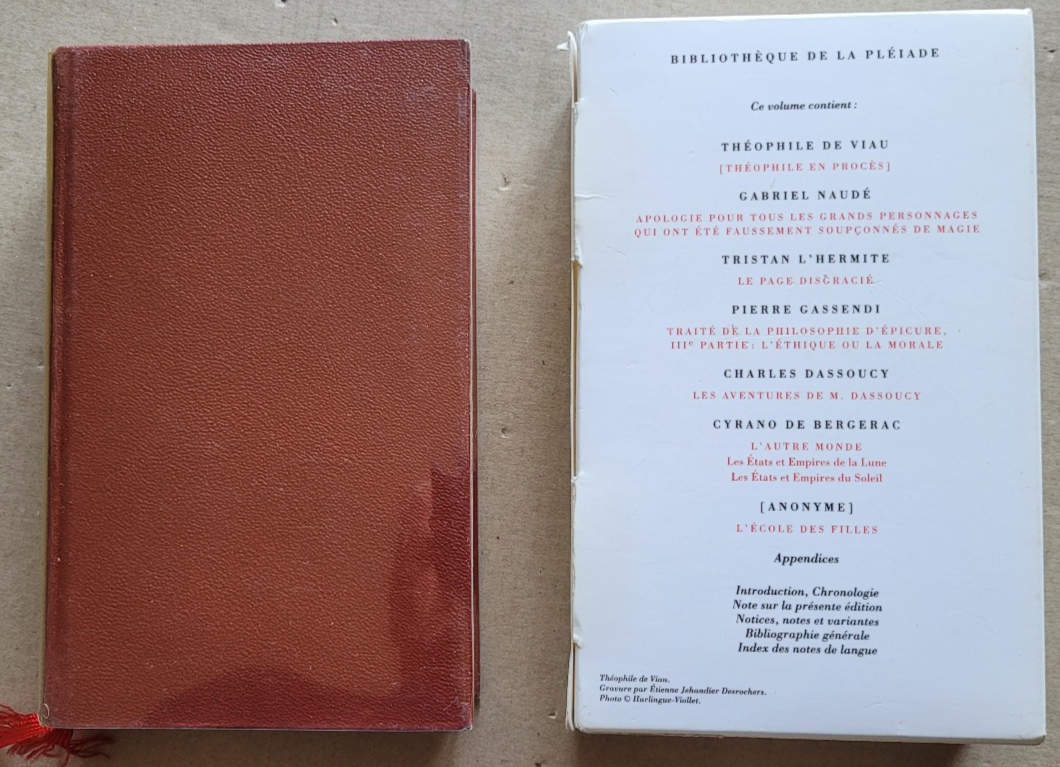 BIBLIOTHÈQUE DE LA PLÉIADE
Ce volume contient :
THÉOPHILE DE VIAU
[THÉOPHILE EN PROCÈS]
GABRIEL NAUDÉ
APOLOGIE POUR TOUS LES GRANDS PERSONNAGES
QUI ONT ÉTÉ FAUSSEMENT SOUPÇONNÉS DE MAGIE
TRISTAN L'HERMITE
LE PAGE DISGRACIÉ
PIERRE GASSENDI
TRAITÉ DE LA PHILOSOPHIE D'ÉPICURE,
IIIe PARTIE : L'ÉTHIQUE OU LA MORALE
CHARLES DASSOUCY
LES AVENTURES DE M. DASSOUCY
CYRANO DE BERGERAC
L'AUTRE MONDE
Les États et Empires de la Lune
Les États et Empires du Soleil
[ANONYME]
L'ÉCOLE DES FILLES
Appendices
Introduction, Chronologie
Note sur la présente édition
Notices, notes et variantes
Bibliographie générale
Index des notes de langue
Théophile de Viau.
Gravure par Étienne Jehandier Desrochers.
Photo © Harlingue-Viollet.